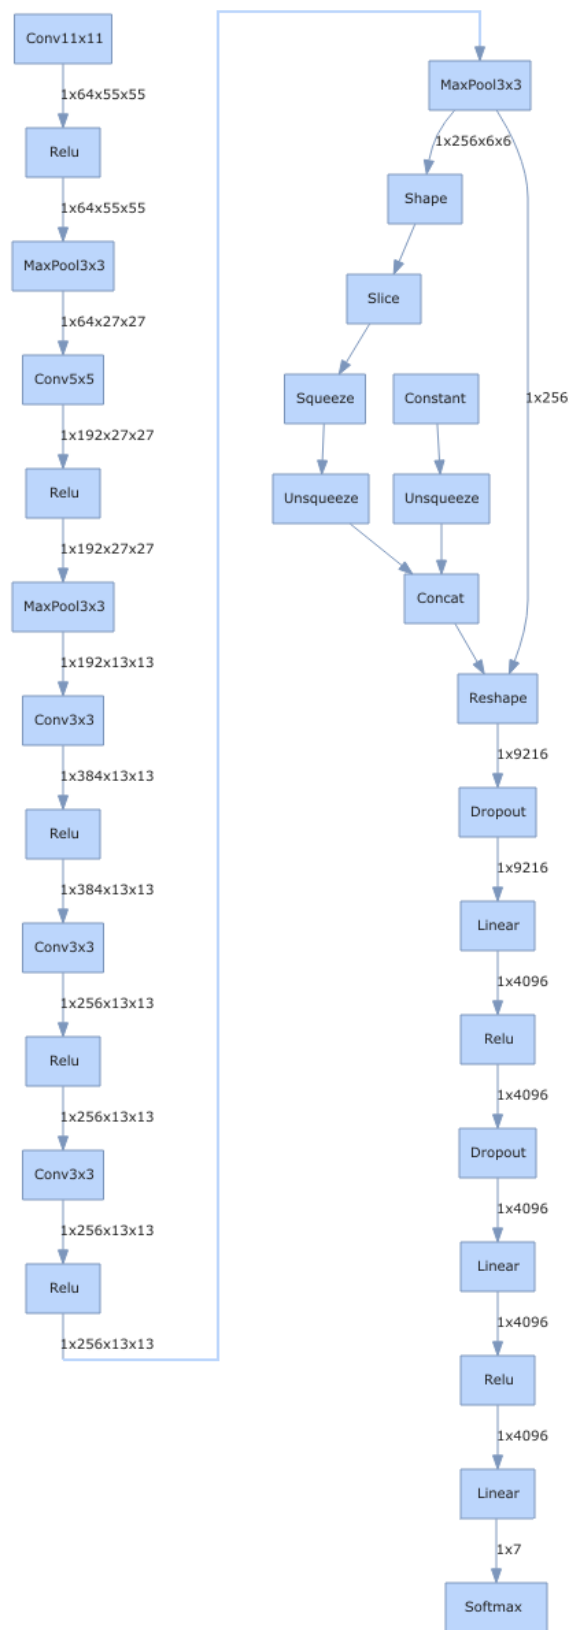 Conv11x11
1x64x55x55
Relu
1x64x55x55
MaxPool3x3
1x64x27x27
Conv5x5
1x192x27x27
Relu
1x192x27x27
MaxPool3x3
1x192x13x13
Conv3x3
1x384x13x13
Relu
1x384x13x13
Conv3x3
1x256x13x13
Relu
1x256x13x13
Conv3x3
1x256x13x13
Relu
1x256x13x13
MaxPool3x3
1x256x6x6
Shape
Slice
Squeeze
Constant
1x256
Unsqueeze
Unsqueeze
Concat
Reshape
1x9216
Dropout
1x9216
Linear
1x4096
Relu
1x4096
Dropout
1x4096
Linear
1x4096
Relu
1x4096
Linear
1x7
Softmax